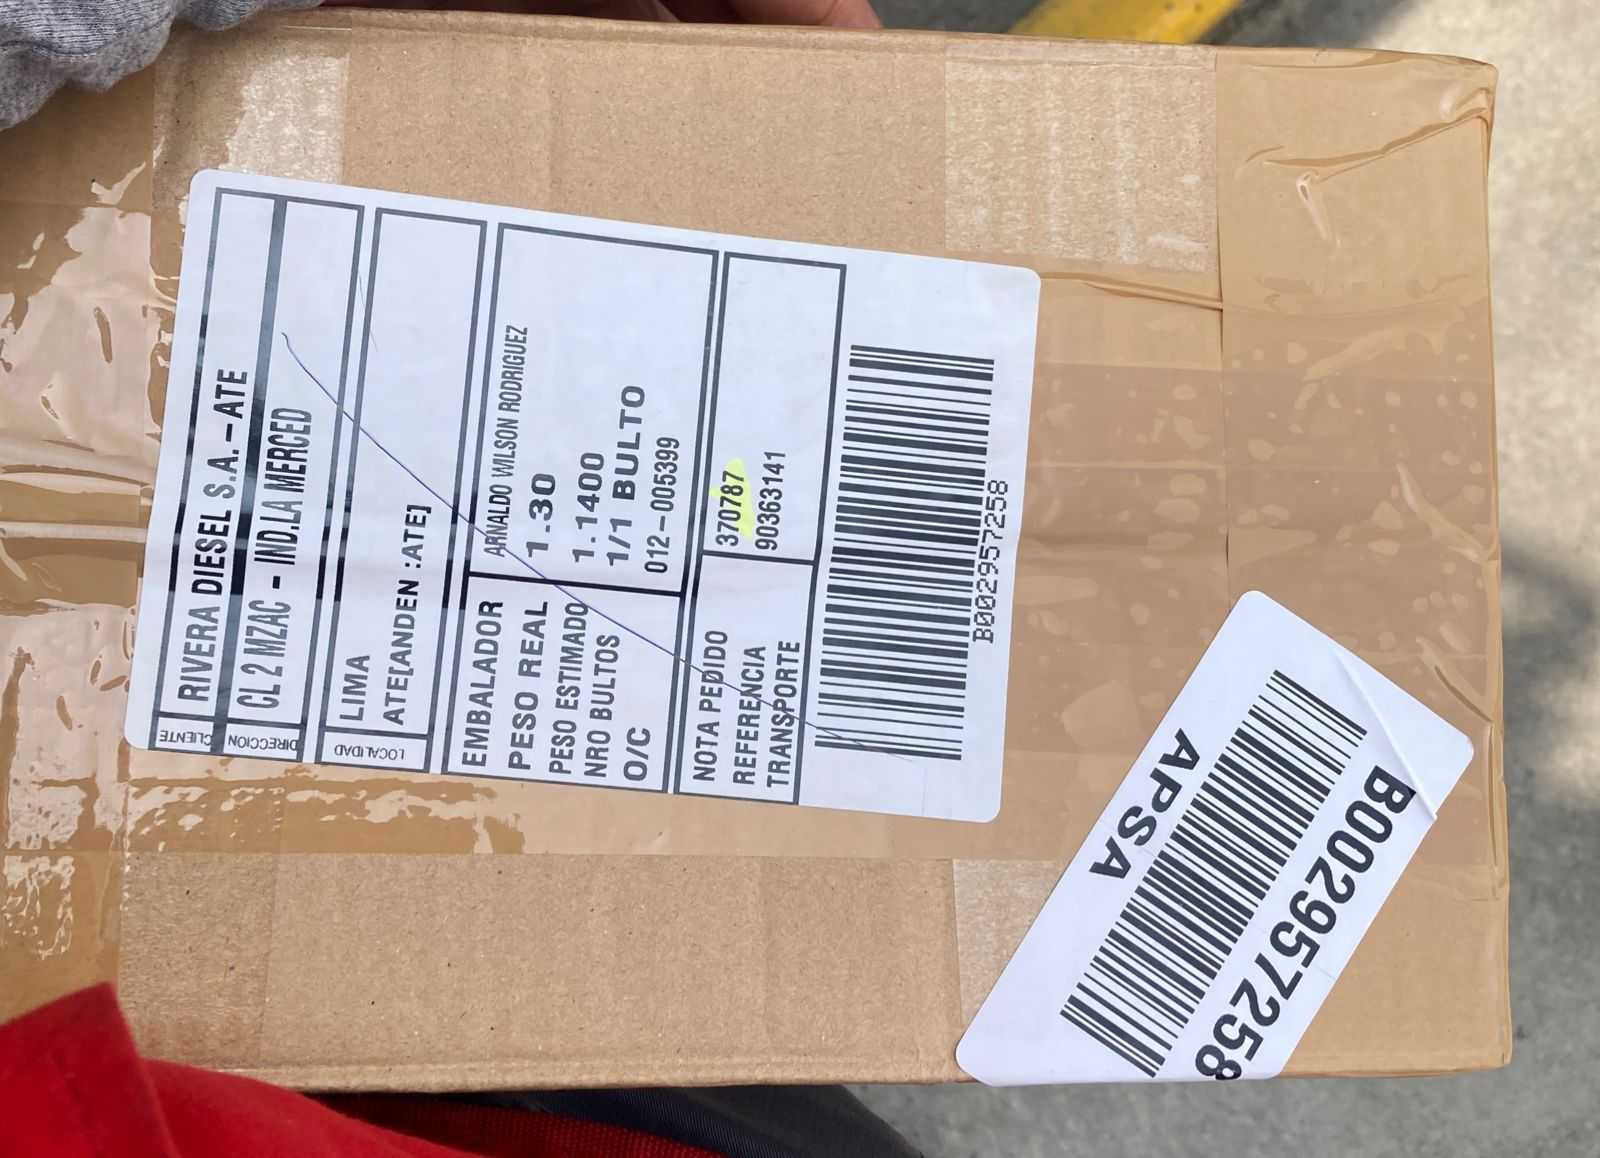 CLIENTE RIVERA DIESEL S.A. - ATE
DIRECCION CL 2 MZAC - IND.LA MERCED
LOCALIDAD LIMA
ATE[ANDEN :ATE]
EMBALADOR ARNALDO WILSON RODRIGUEZ
PESO REAL 1.30
PESO ESTIMADO 1.1400
NRO BULTOS 1/1 BULTO
O/C 012-005399
NOTA PEDIDO 370787
REFERENCIA 90363141
TRANSPORTE
B002957258
APSA
B002957258